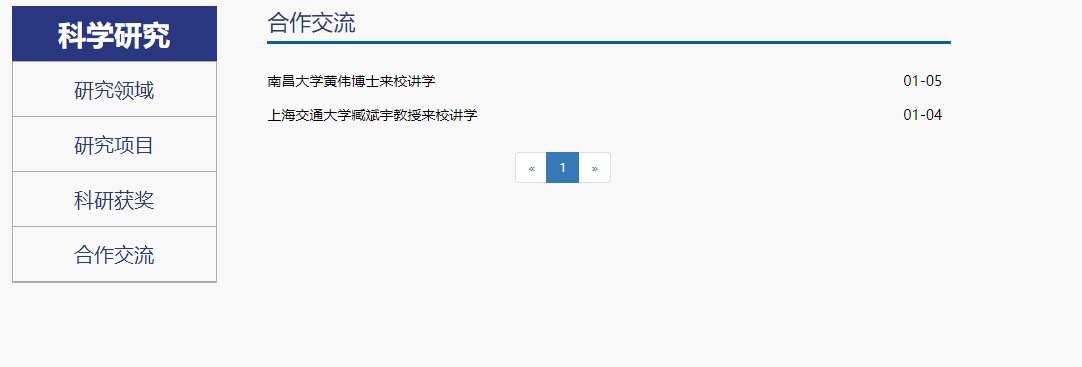 科学研究
研究领域
研究项目
科研获奖
合作交流
合作交流
南昌大学黄伟博士来校讲学 01-05
上海交通大学臧斌宇教授来校讲学 01-04
« 1 »